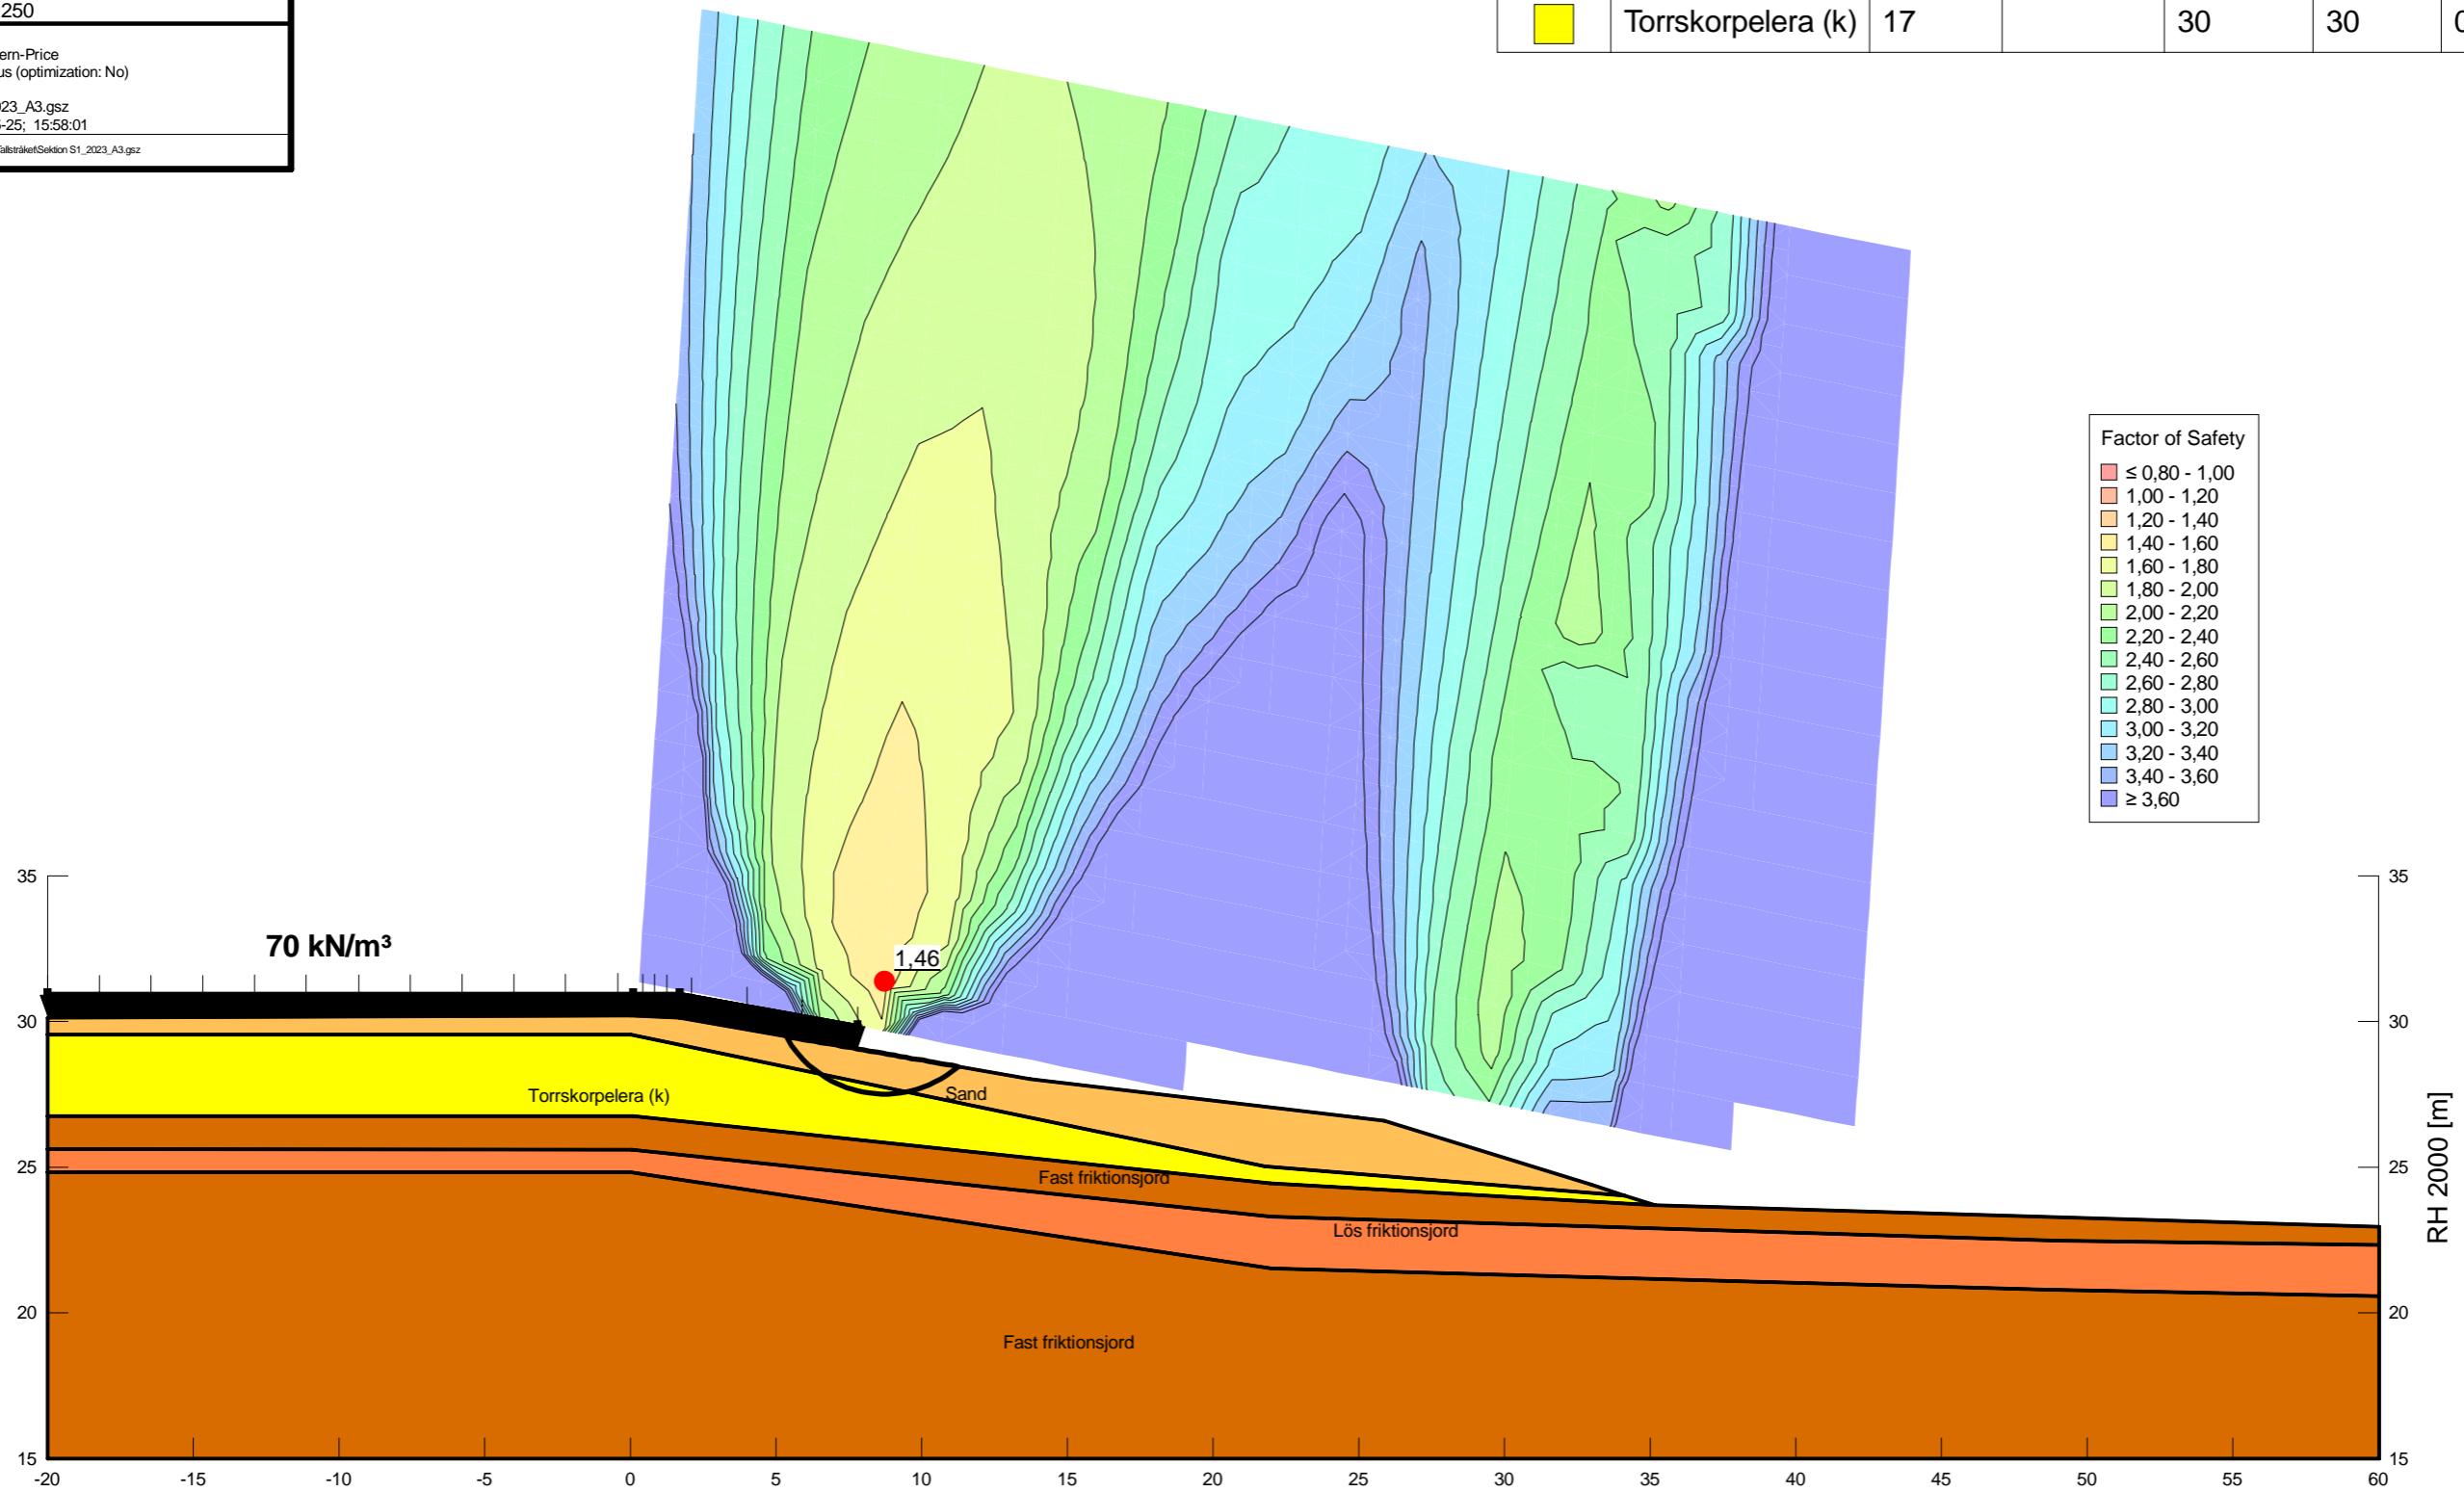 250
Torrskorpelera (k) 17 30 30
ern-Price
us (optimization: No)
023_A3.gsz
5-25; 15:58:01
Tallstråket\Sektion S1_2023_A3.gsz
Factor of Safety
≤ 0,80 - 1,00
1,00 - 1,20
1,20 - 1,40
1,40 - 1,60
1,60 - 1,80
1,80 - 2,00
2,00 - 2,20
2,20 - 2,40
2,40 - 2,60
2,60 - 2,80
2,80 - 3,00
3,00 - 3,20
3,20 - 3,40
3,40 - 3,60
≥ 3,60
35 35
70 kN/m³
1,46
30 30
Torrskorpelera (k)
Sand
25 25
Fast friktionsjord
Lös friktionsjord
RH 2000 [m]
20 20
Fast friktionsjord
15 15
-20 -15 -10 -5 0 5 10 15 20 25 30 35 40 45 50 55 60